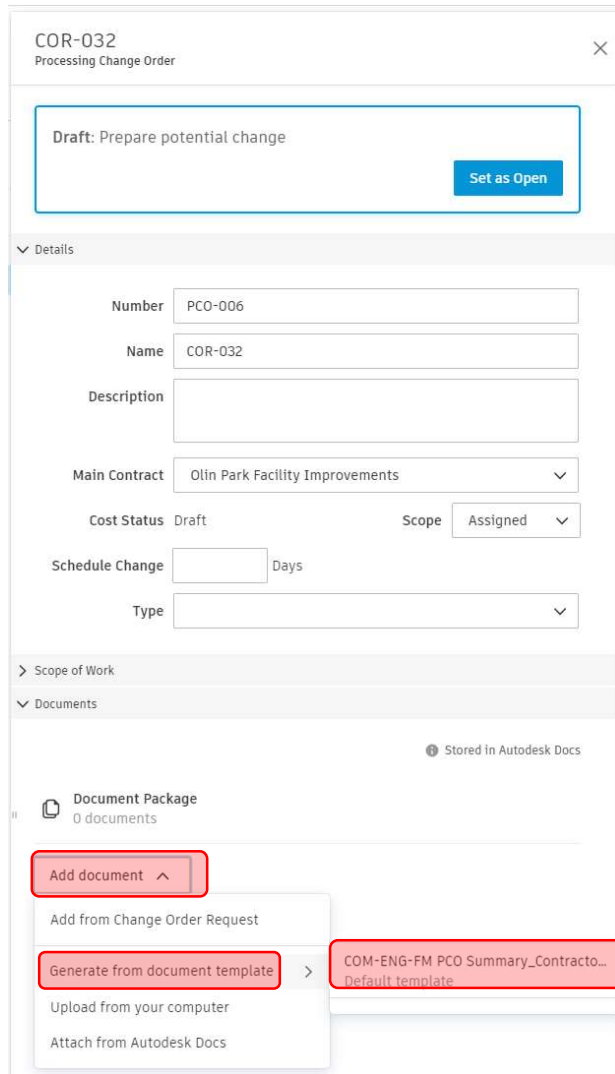 COR-032
Processing Change Order
Draft: Prepare potential change
Set as Open
Details
Number PCO-006
Name COR-032
Description
Main Contract Olin Park Facility Improvements
Cost Status Draft Scope Assigned
Schedule Change Days
Type
Scope of Work
Documents
Stored in Autodesk Docs
Document Package
0 documents
Add document
Add from Change Order Request
Generate from document template
COM-ENG-FM PCO Summary_Contracto...
Default template
Upload from your computer
Attach from Autodesk Docs